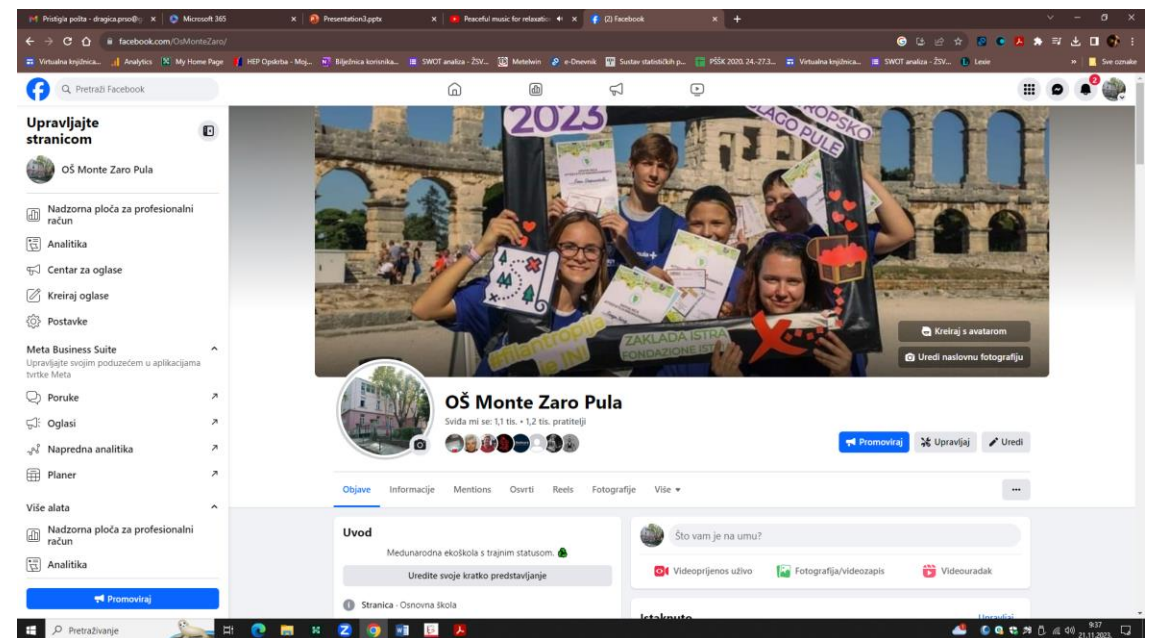 Pristigla pošta - dragica.prso@
Microsoft 365
Presentation3.pptx
Peaceful music for relaxatio
(2) Facebook
facebook.com/OsMonteZaro/
Virtualna knjižnica...
Analytics
My Home Page
HEP Opskrba - Moj...
Bilježnica korisnika...
SWOT analiza - ŽSV...
Metelwin
e-Dnevnik
Sustav statističkih p...
PŠŠK 2020. 24.-27.3...
Virtualna knjižnica...
SWOT analiza - ŽSV...
Lexie
»
Sve oznake
Pretraži Facebook
2
Upravljajte
stranicom
OŠ Monte Zaro Pula
Nadzorna ploča za profesionalni
račun
Analitika
Centar za oglase
Kreiraj oglase
Postavke
Meta Business Suite
Upravljajte svojim poduzećem u aplikacijama
tvrtke Meta
Poruke
Oglasi
Napredna analitika
Planer
Više alata
Nadzorna ploča za profesionalni
račun
Analitika
Promoviraj
2023
TROPSKO
BLAGO PULE
#filantropija
je IN!
ZAKLADA ISTRA
FONDAZIONE IST
Kreiraj s avatarom
Uredi naslovnu fotografiju
OŠ Monte Zaro Pula
Sviđa mi se: 1,1 tis. • 1,2 tis. pratitelji
Promoviraj
Upravljaj
Uredi
Objave
Informacije
Mentions
Osvrti
Reels
Fotografije
Više
Uvod
Međunarodna ekoškola s trajnim statusom.
Uredite svoje kratko predstavljanje
Stranica · Osnovna škola
Što vam je na umu?
Videoprijenos uživo
Fotografija/videozapis
Videouradak
Istaknuto
Upravljaj
Pretraživanje
9:37
21.11.2023.